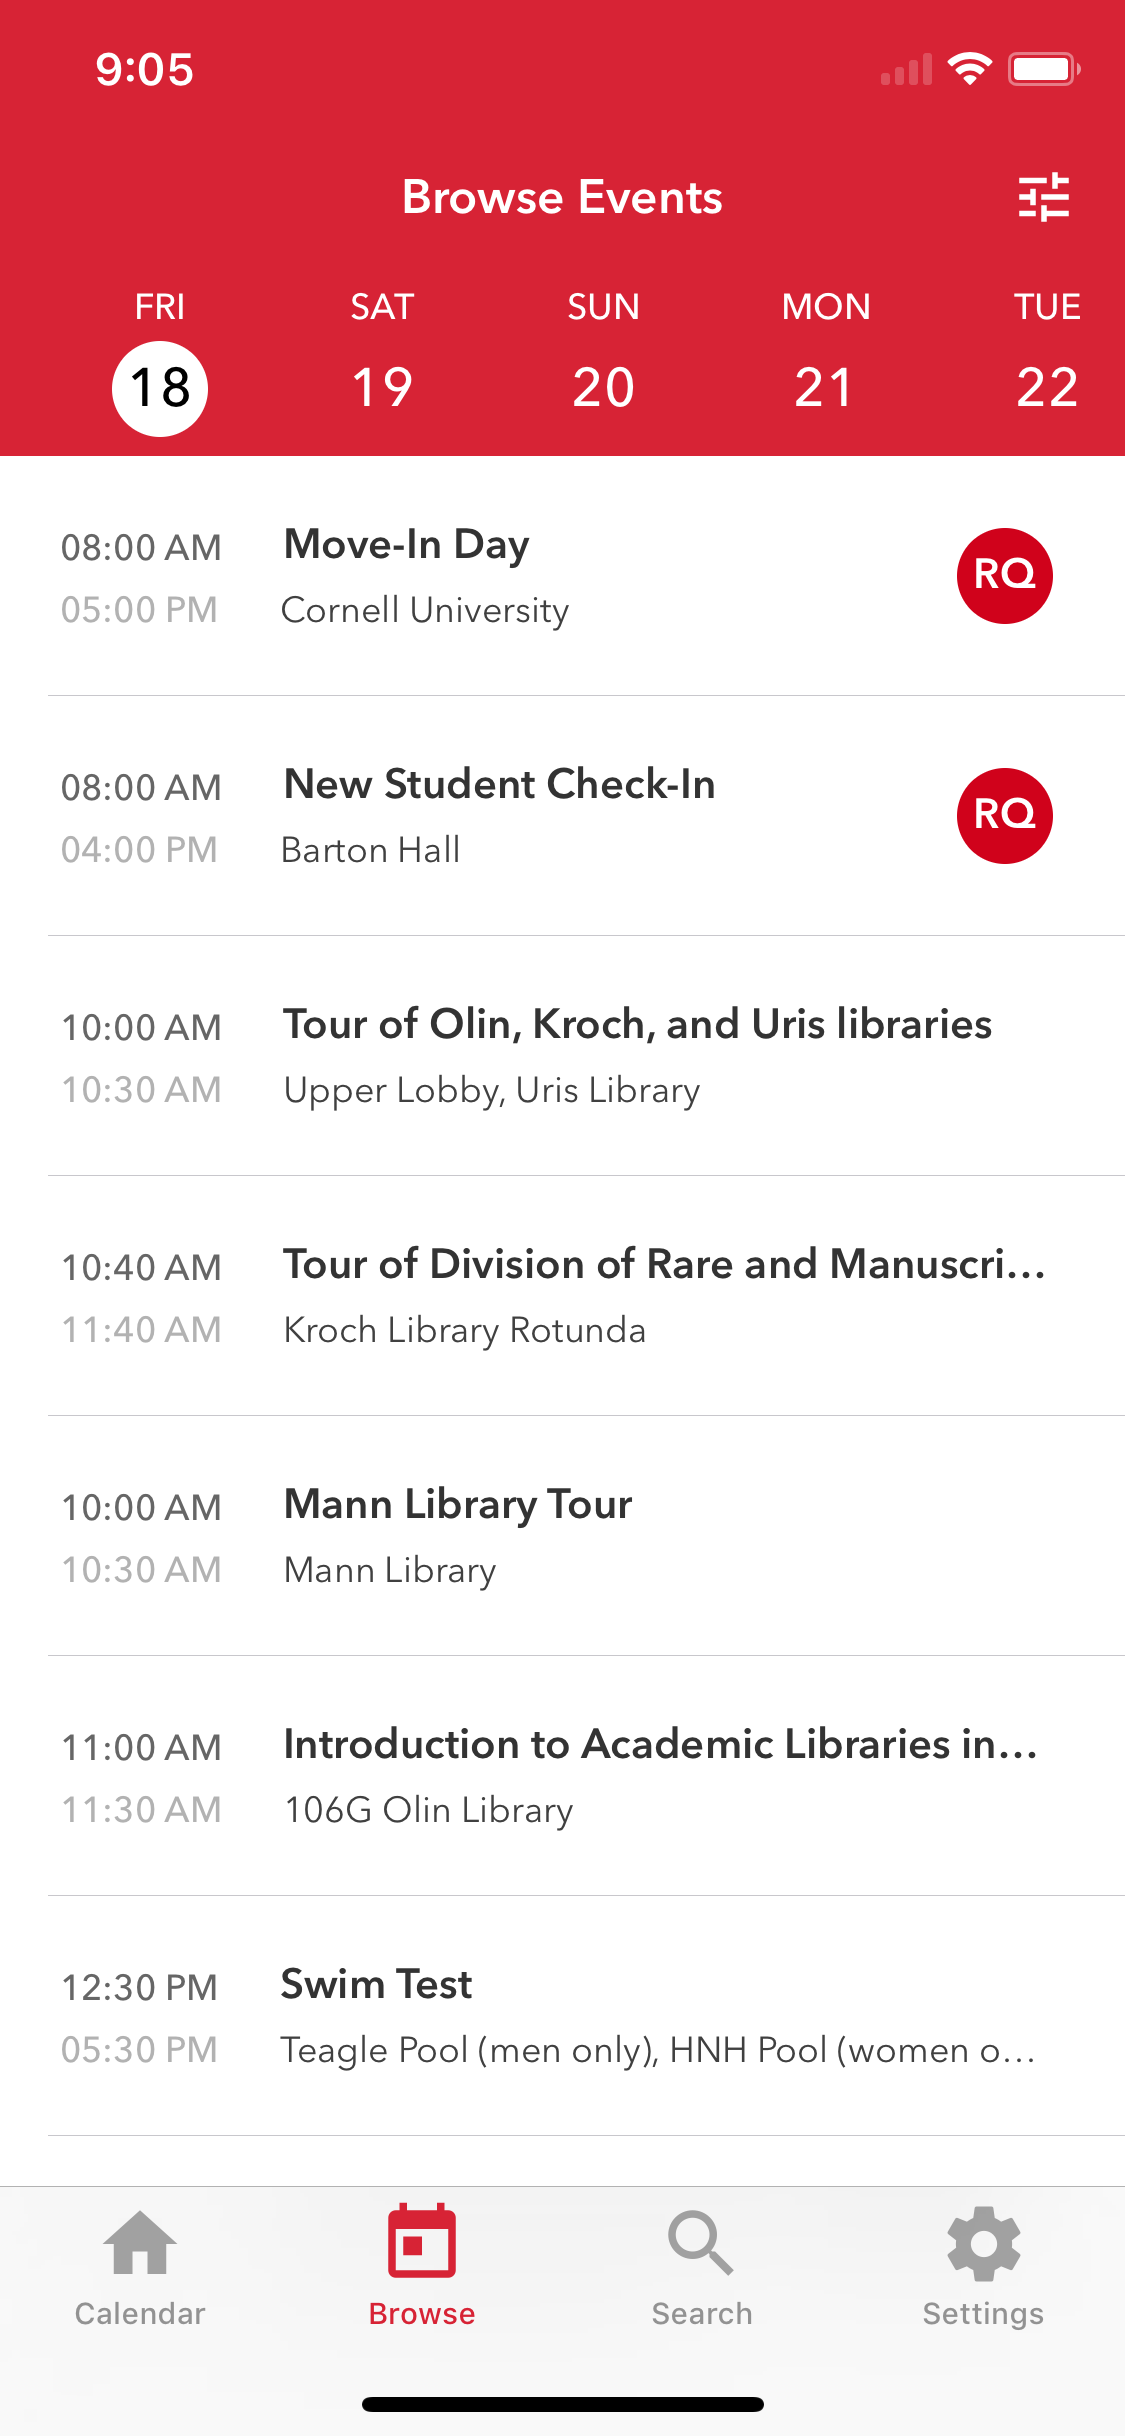 9:05
Browse Events
FRI SAT SUN MON TUE
18 19 20 21 22
08:00 AM Move-In Day
05:00 PM Cornell University
RQ
08:00 AM New Student Check-In
04:00 PM Barton Hall
RQ
10:00 AM Tour of Olin, Kroch, and Uris libraries
10:30 AM Upper Lobby, Uris Library
10:40 AM Tour of Division of Rare and Manuscri...
11:40 AM Kroch Library Rotunda
10:00 AM Mann Library Tour
10:30 AM Mann Library
11:00 AM Introduction to Academic Libraries in...
11:30 AM 106G Olin Library
12:30 PM Swim Test
05:30 PM Teagle Pool (men only), HNH Pool (women o...
Calendar Browse Search Settings